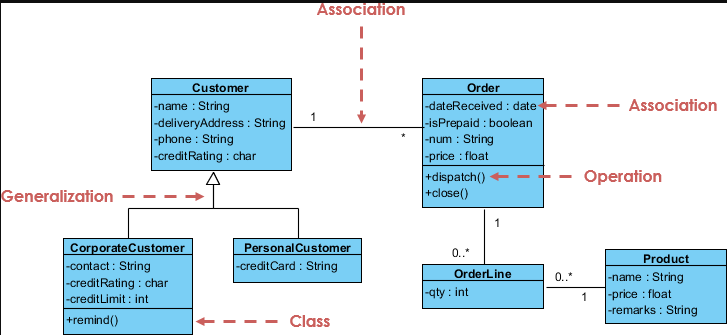 Association
Customer
-name : String
-deliveryAddress : String
-phone : String
-creditRating : char
1
*
Order
-dateReceived : date
-isPrepaid : boolean
-num : String
-price : float
+dispatch()
+close()
Association
Operation
Generalization
1
0..*
CorporateCustomer
-contact : String
-creditRating : char
-creditLimit : int
+remind()
Class
PersonalCustomer
-creditCard : String
OrderLine
-qty : int
0..*
1
Product
-name : String
-price : float
-remarks : String